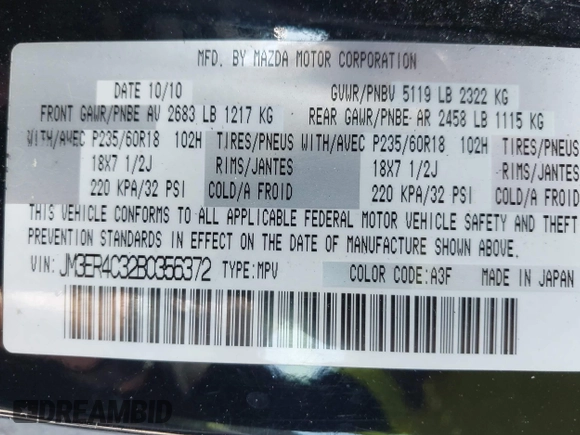 MFD. BY MAZDA MOTOR CORPORATION
DATE 10/10 GVWR/PNBV 5119 LB 2322 KG
FRONT GAWR/PNBE AV 2683 LB 1217 KG REAR GAWR/PNBE AR 2458 LB 1115 KG
WITH/AVEC P235/60R18 102H TIRES/PNEUS WITH/AVEC P235/60R18 102H TIRES/PNEUS
18X7 1/2J RIMS/JANTES 18X7 1/2J RIMS/JANTES
220 KPA/32 PSI COLD/A FROID 220 KPA/32 PSI COLD/A FROID
THIS VEHICLE CONFORMS TO ALL APPLICABLE FEDERAL MOTOR VEHICLE SAFETY AND THEFT
PREVENTION STANDARDS IN EFFECT ON THE DATE OF MANUFACTURE SHOWN ABOVE.
VIN: JM3ER4C32B0356372 TYPE:MPV COLOR CODE:A3F MADE IN JAPAN
DREAMBID